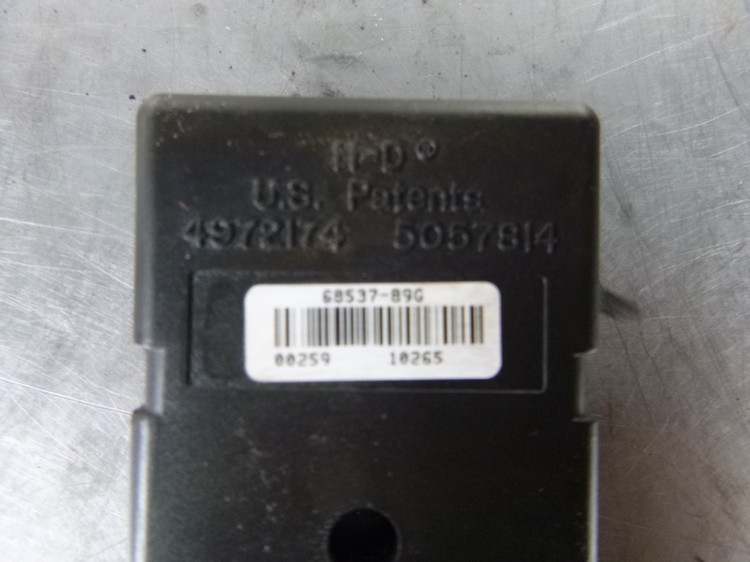 H-D®
U.S. Patents
4972174 5057814
68537-89G
00259 10265